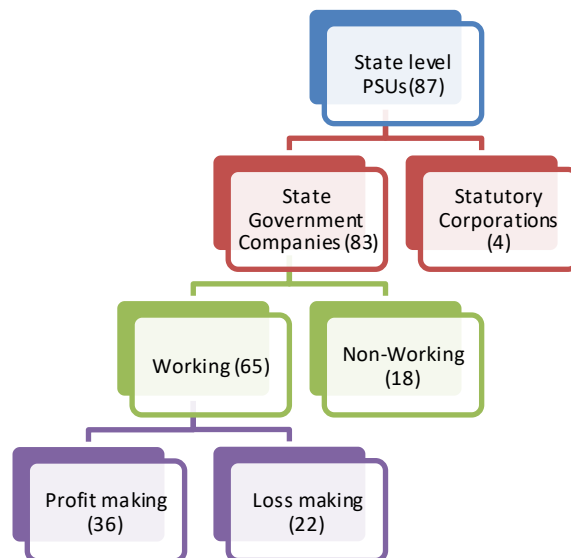 State level
PSUs(87)
State
Government
Companies (83)
Statutory
Corporations
(4)
Working (65)
Non-Working
(18)
Profit making
(36)
Loss making
(22)